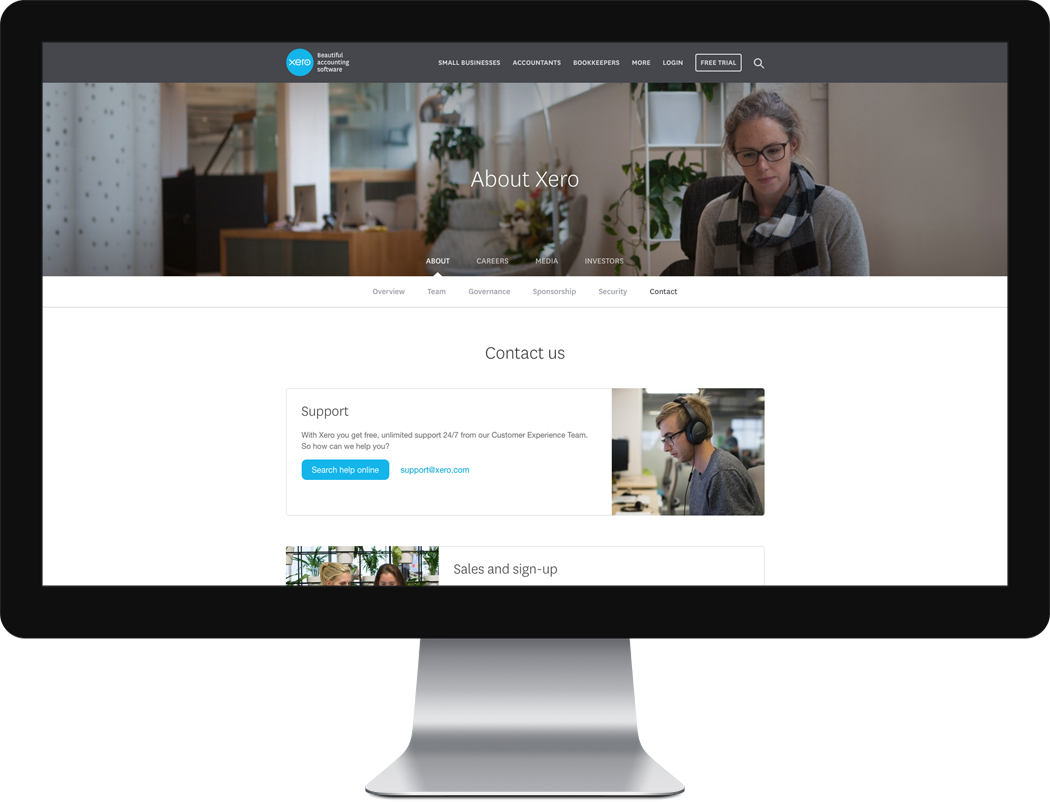 xero
Beautiful
accounting
software
SMALL BUSINESSES ACCOUNTANTS BOOKKEEPERS MORE LOGIN FREE TRIAL
About Xero
ABOUT CAREERS MEDIA INVESTORS
Overview Team Governance Sponsorship Security Contact
Contact us
Support
With Xero you get free, unlimited support 24/7 from our Customer Experience Team.
So how can we help you?
Search help online support@xero.com
Sales and sign-up